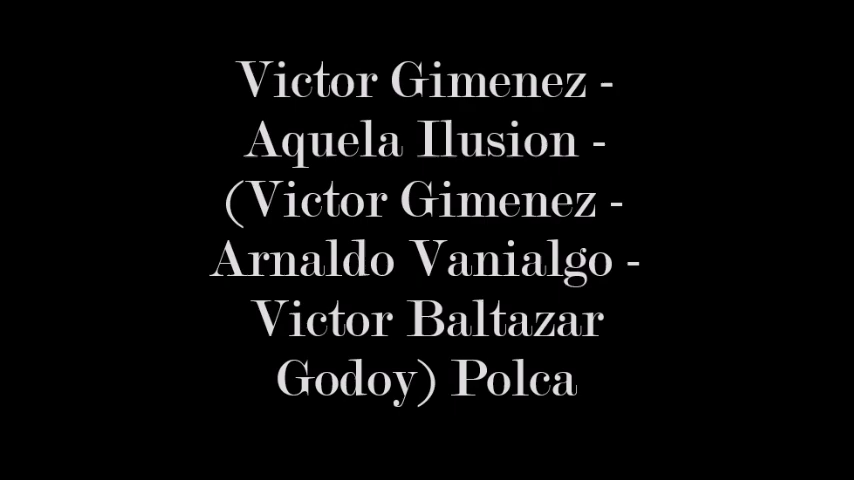 Victor Gimenez -
Aquela Ilusion -
(Victor Gimenez -
Arnaldo Vanialgo -
Victor Baltazar
Godoy) Polca